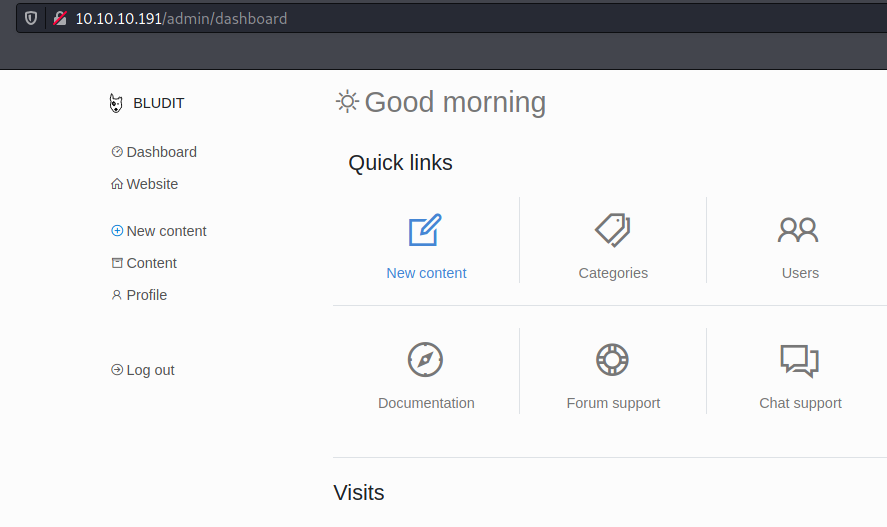 10.10.10.191/admin/dashboard
BLUDIT
Dashboard
Website
New content
Content
Profile
Log out
Good morning
Quick links
New content
Categories
Users
Documentation
Forum support
Chat support
Visits